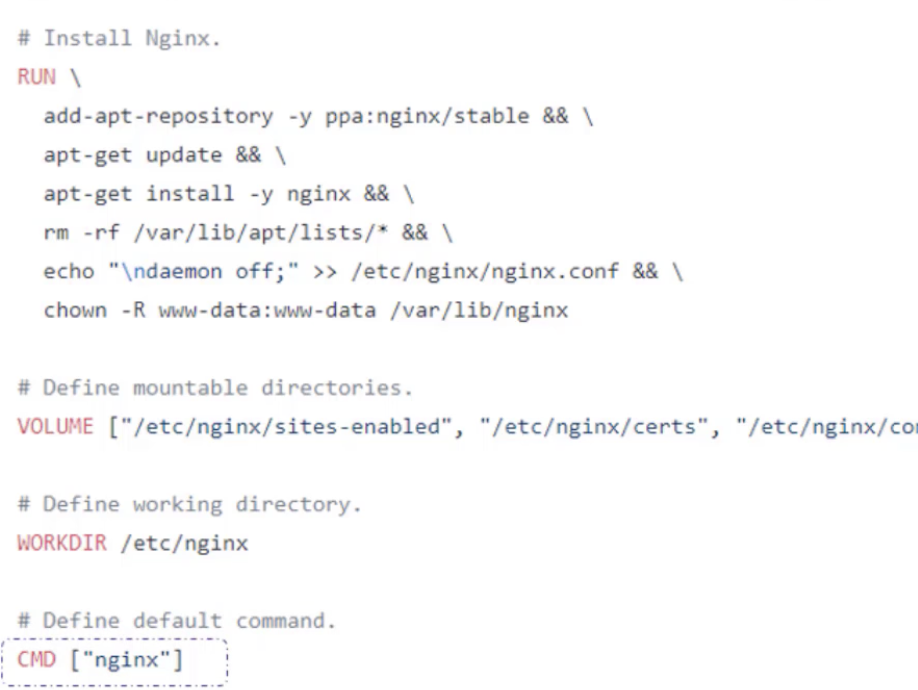 # Install Nginx.
RUN \
add-apt-repository -y ppa:nginx/stable && \
apt-get update && \
apt-get install -y nginx && \
rm -rf /var/lib/apt/lists/* && \
echo "\ndaemon off;" >> /etc/nginx/nginx.conf && \
chown -R www-data:www-data /var/lib/nginx
# Define mountable directories.
VOLUME ["/etc/nginx/sites-enabled", "/etc/nginx/certs", "/etc/nginx/co
# Define working directory.
WORKDIR /etc/nginx
# Define default command.
CMD ["nginx"]